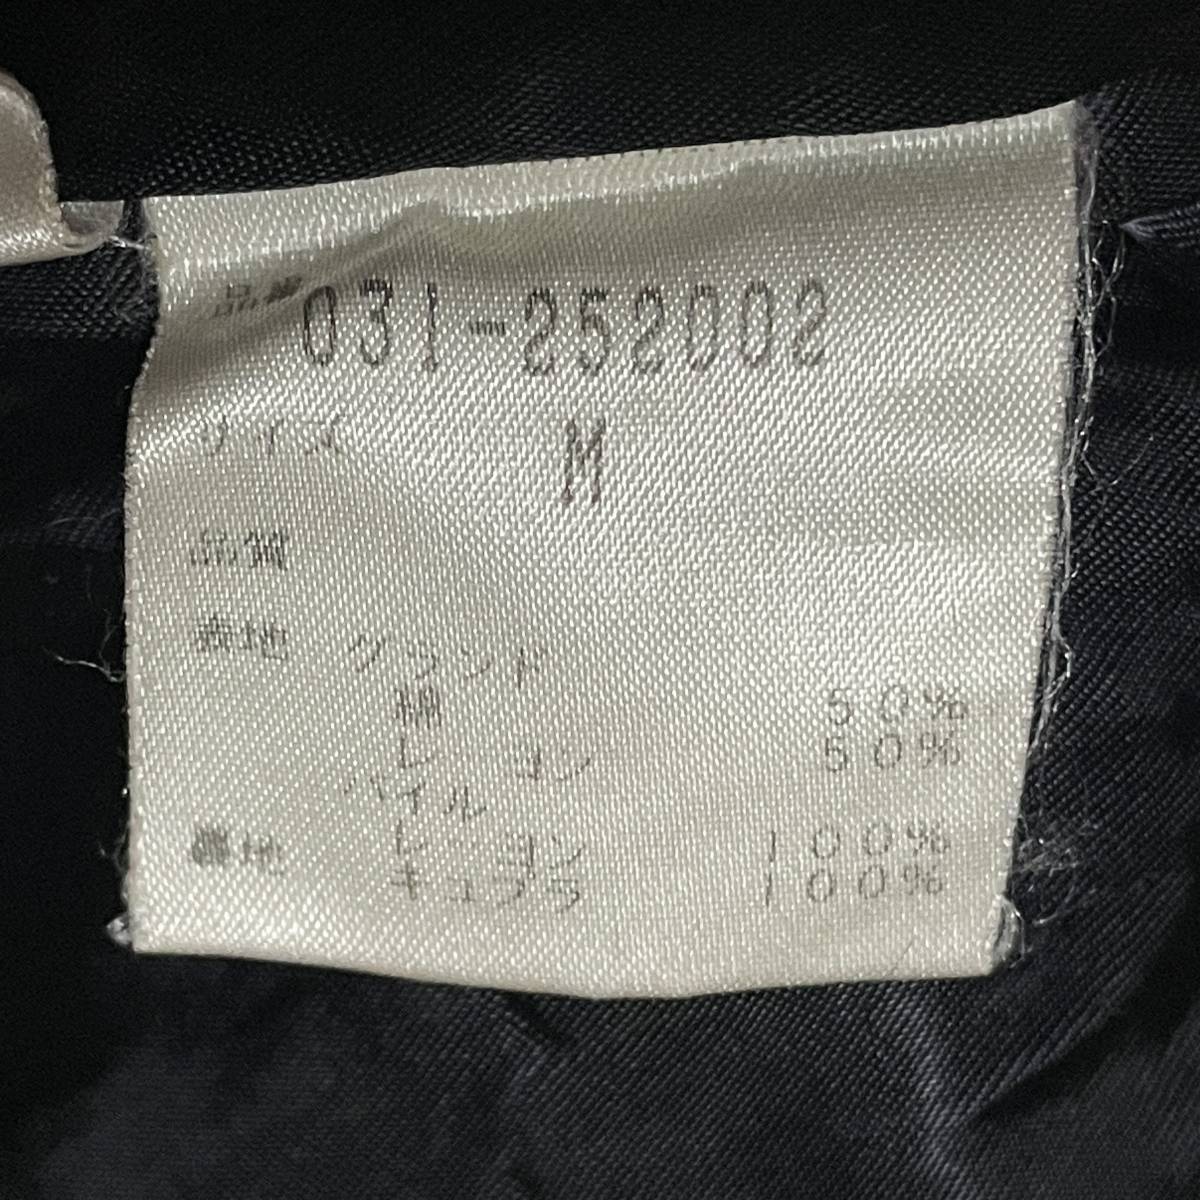 品番 031-252002
サイズ M
品質
表地 グランド
綿 50%
レーヨン 50%
パイル
レーヨン 100%
裏地 キュプラ 100%